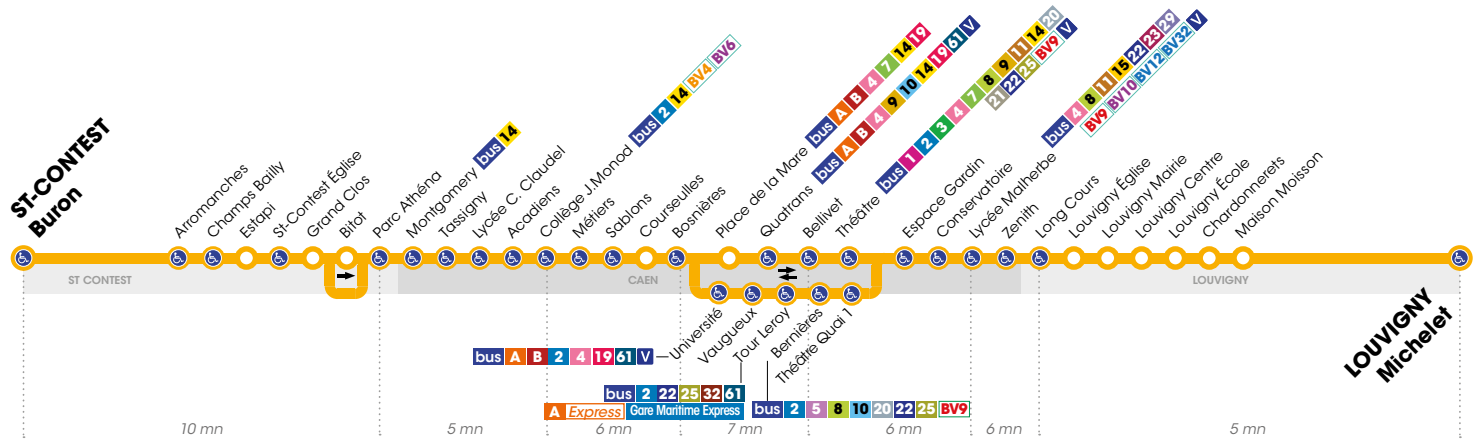 ST-CONTEST
Buron
Arromanches
Champs Bailly
Estapi
St-Contest Église
Grand Clos
Bitot
Parc Athéna
Montgomery bus 14
Tassigny
Lycée C. Claudel
Acadiens
Collège J.Monod bus 2 14 BV4 BV6
Métiers
Sablons
Courseulles
Bosnières
Place de la Mare bus A B 4 7 14 19
Quatrans bus A B 4 9 10 14 19 61 V
Bellivet
Théâtre bus 1 2 3 4 7 8 9 11 14 20
21 22 25 BV9 V
Espace Gardin
Conservatoire
Lycée Malherbe bus 4 8 11 15 22 23 29
BV9 BV10 BV12 BV32 V
Zenith
Long Cours
Louvigny Église
Louvigny Mairie
Louvigny Centre
Louvigny École
Chardonnerets
Maison Moisson
ST CONTEST
CAEN
LOUVIGNY
LOUVIGNY
Michelet
Université
bus A B 2 4 19 61 V
Vaugueux
Tour Leroy
bus 2 22 25 32 61
A Express Gare Maritime Express
Bernières
bus 2 5 8 10 20 22 25 BV9
Théâtre Quai 1
10 mn
5 mn
6 mn
7 mn
6 mn
6 mn
5 mn